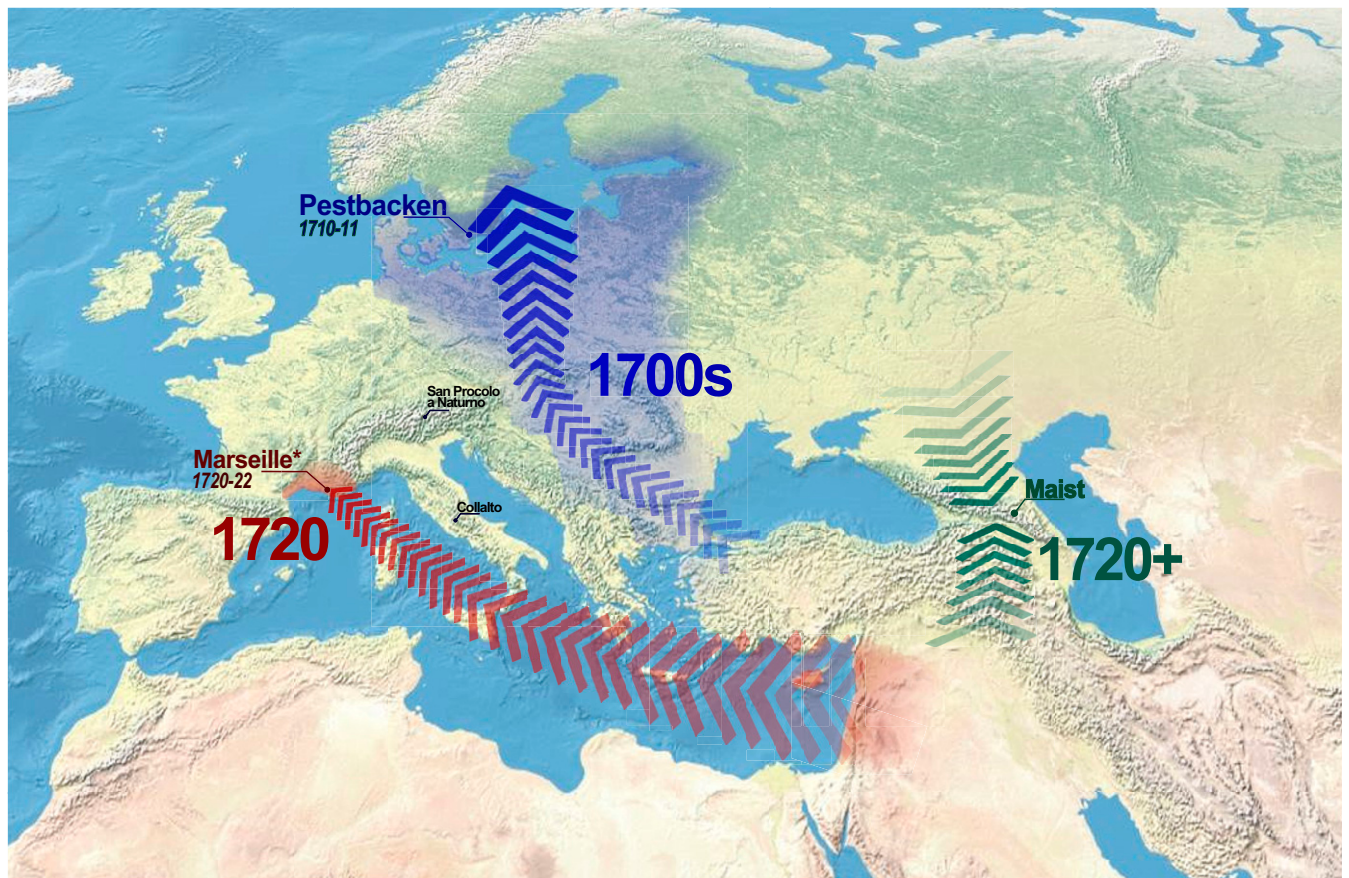 Pestbacken
1710-11
1700s
San Procolo
a Naturno
Marseille*
1720-22
1720
Collalto
Maist
1720+